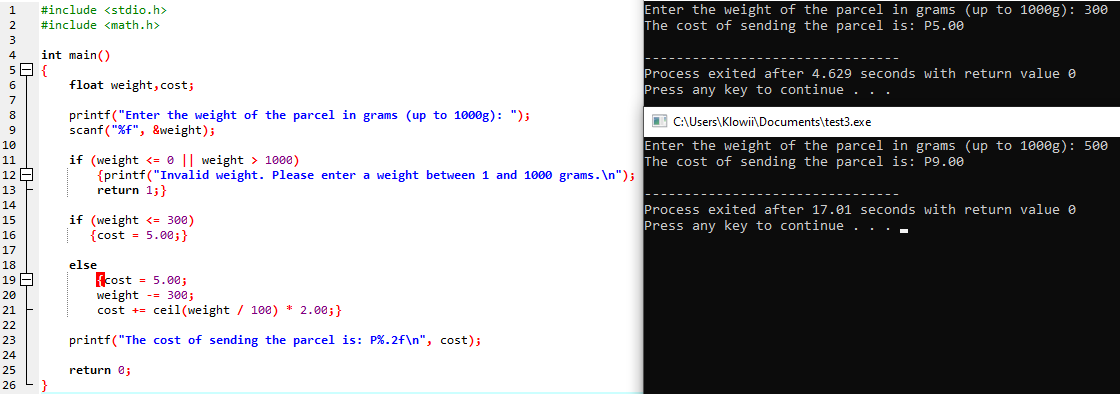 1 #include <stdio.h>
2 #include <math.h>
3
4 int main()
5 {
6 float weight,cost;
7
8 printf("Enter the weight of the parcel in grams (up to 1000g): ");
9 scanf("%f", &weight);
10
11 if (weight <= 0 || weight > 1000)
12 {printf("Invalid weight. Please enter a weight between 1 and 1000 grams.\n");
13 return 1;}
14
15 if (weight <= 300)
16 {cost = 5.00;}
17
18 else
19 {cost = 5.00;
20 weight -= 300;
21 cost += ceil(weight / 100) * 2.00;}
22
23 printf("The cost of sending the parcel is: P%.2f\n", cost);
24
25 return 0;
26 }
Enter the weight of the parcel in grams (up to 1000g): 300
The cost of sending the parcel is: P5.00
--------------------------------
Process exited after 4.629 seconds with return value 0
Press any key to continue . . .
C:\Users\Klowii\Documents\test3.exe
Enter the weight of the parcel in grams (up to 1000g): 500
The cost of sending the parcel is: P9.00
--------------------------------
Process exited after 17.01 seconds with return value 0
Press any key to continue . . .